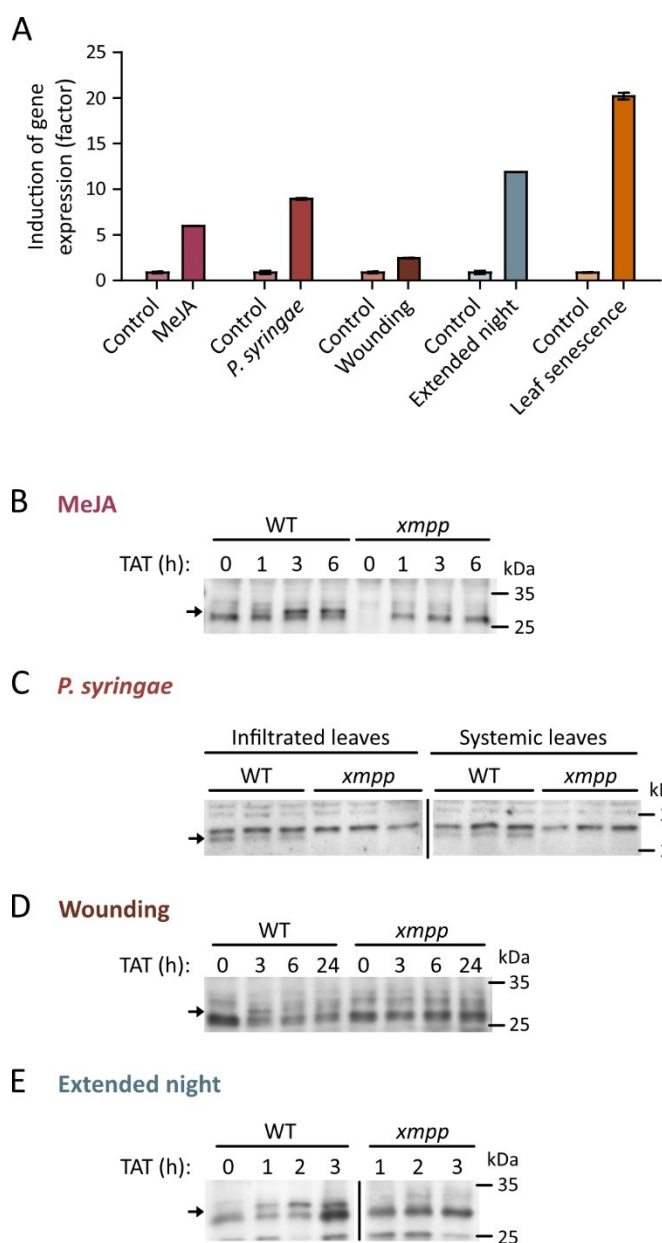 A
Induction of gene
expression (factor)
25
20
15
10
5
0
Control
MeJA
Control
P. syringae
Control
Wounding
Control
Extended night
Control
Leaf senescence
B MeJA
WT xmpp
TAT (h): 0 1 3 6 0 1 3 6 kDa
35
25
C P. syringae
Infiltrated leaves Systemic leaves
WT xmpp WT xmpp
D Wounding
WT xmpp
TAT (h): 0 3 6 24 0 3 6 24 kDa
35
25
E Extended night
WT xmpp
TAT (h): 0 1 2 3 1 2 3 kDa
35
25